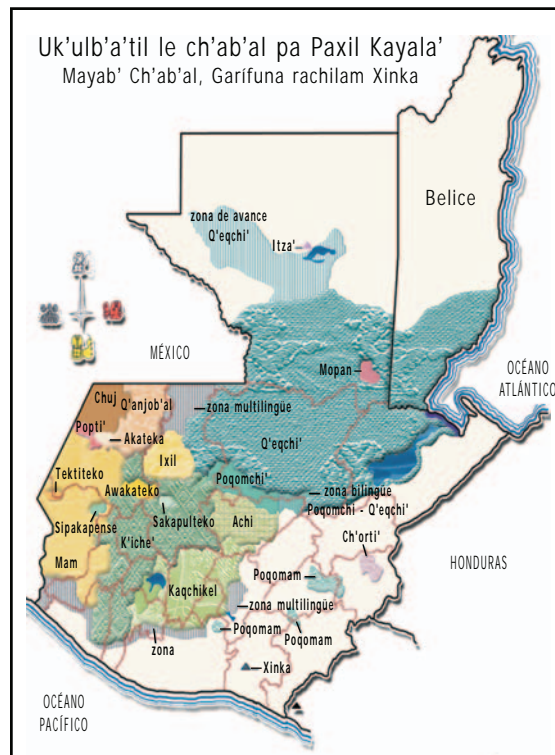 Uk'ulb'a'til le ch'ab'al pa Paxil Kayala'
Mayab' Ch'ab'al, Garífuna rachilam Xinka
Belice
zona de avance
Q'eqchi'
Itza'
MÉXICO
Mopan
OCÉANO
ATLÁNTICO
Chuj
Q'anjob'al
zona multilingüe
Popti'
Akateka
Q'eqchi'
Ixil
Tektiteko
Poqomchi'
Awakateko
zona bilingüe
Poqomchi - Q'eqchi'
Sipakapense
Sakapulteko
Achi
K'iche'
Ch'orti'
Mam
HONDURAS
Poqomam
Kaqchikel
zona multilingüe
Poqomam
Poqomam
zona
Xinka
OCÉANO
PACÍFICO